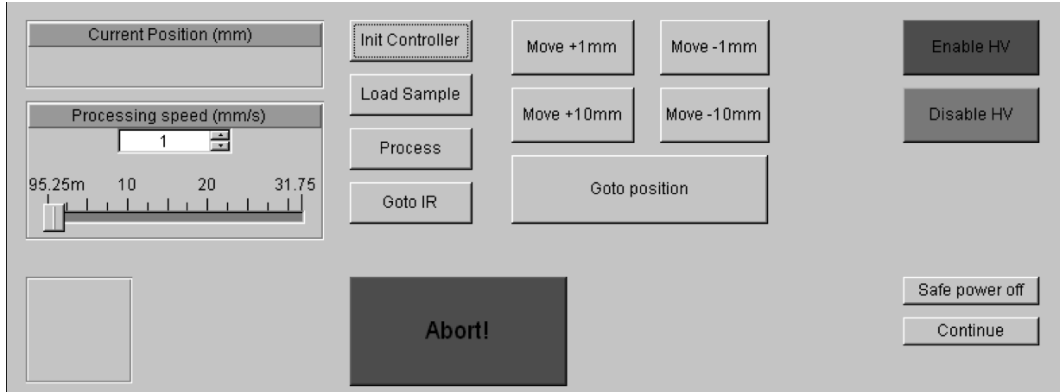 Current Position (mm)
Init Controller
Move +1mm
Move -1mm
Enable HV
Load Sample
Processing speed (mm/s)
1
Move +10mm
Move -10mm
Disable HV
Process
95.25m 10 20 31.75
Goto IR
Goto position
Abort!
Safe power off
Continue